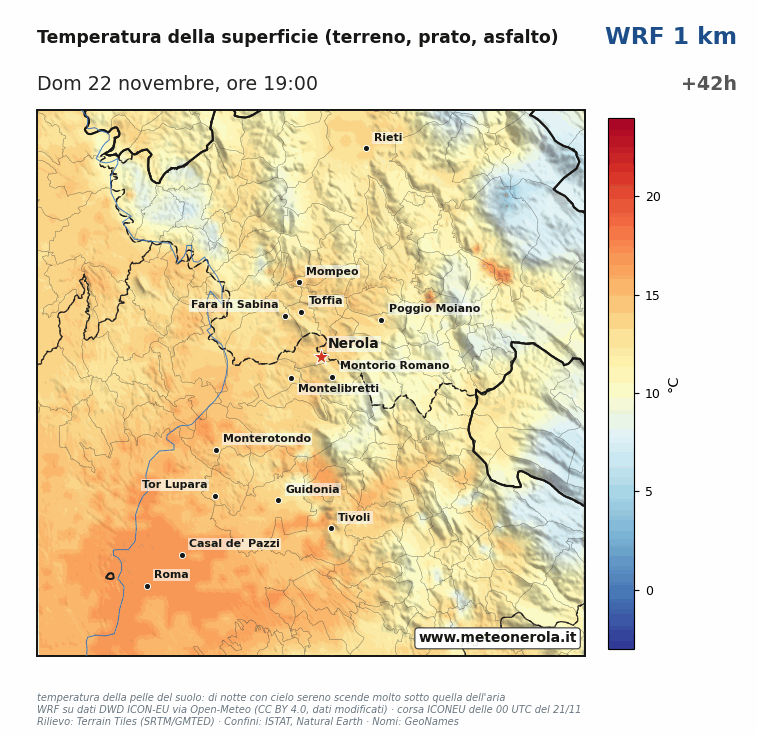 Temperatura della superficie (terreno, prato, asfalto)
WRF 1 km
Dom 22 novembre, ore 19:00
+42h
Rieti
Mompeo
Fara in Sabina
Toffia
Poggio Moiano
Nerola
Montorio Romano
Montelibretti
Monterotondo
Tor Lupara
Guidonia
Tivoli
Casal de' Pazzi
Roma
www.meteonerola.it
20
15
10
5
0
°C
temperatura della pelle del suolo: di notte con cielo sereno scende molto sotto quella dell'aria
WRF su dati DWD ICON-EU via Open-Meteo (CC BY 4.0, dati modificati) · corsa ICONEU delle 00 UTC del 21/11
Rilievo: Terrain Tiles (SRTM/GMTED) · Confini: ISTAT, Natural Earth · Nomi: GeoNames